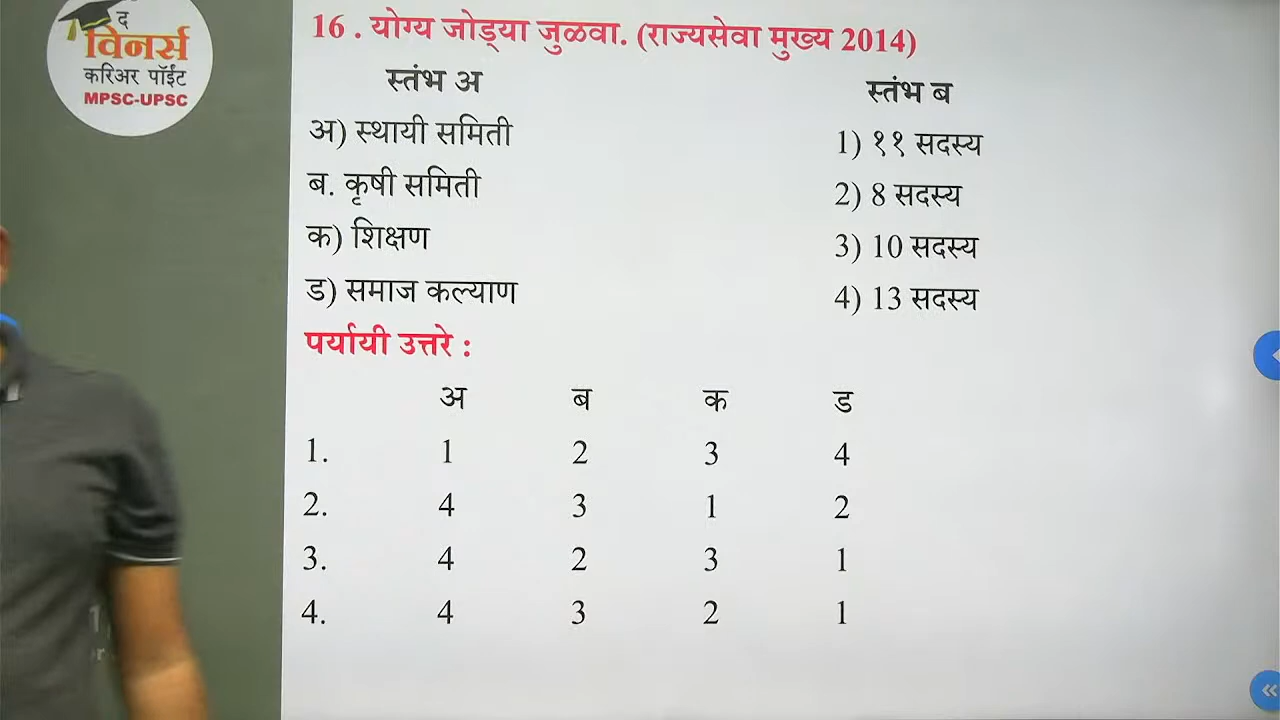 द
विनर्स
करिअर पॉईंट
MPSC-UPSC
16 . योग्य जोड्या जुळवा. (राज्यसेवा मुख्य 2014)
स्तंभ अ स्तंभ ब
अ) स्थायी समिती 1) ११ सदस्य
ब. कृषी समिती 2) 8 सदस्य
क) शिक्षण 3) 10 सदस्य
ड) समाज कल्याण 4) 13 सदस्य
पर्यायी उत्तरे :
अ ब क ड
1. 1 2 3 4
2. 4 3 1 2
3. 4 2 3 1
4. 4 3 2 1